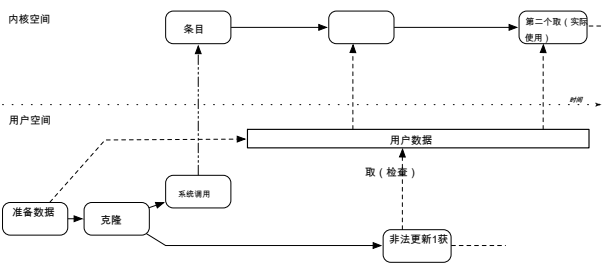 内核空间
条目
第二个取（实际
使用）
时间
用户空间
用户数据
取（检查）
系统调用
准备数据
克隆
非法更新1获